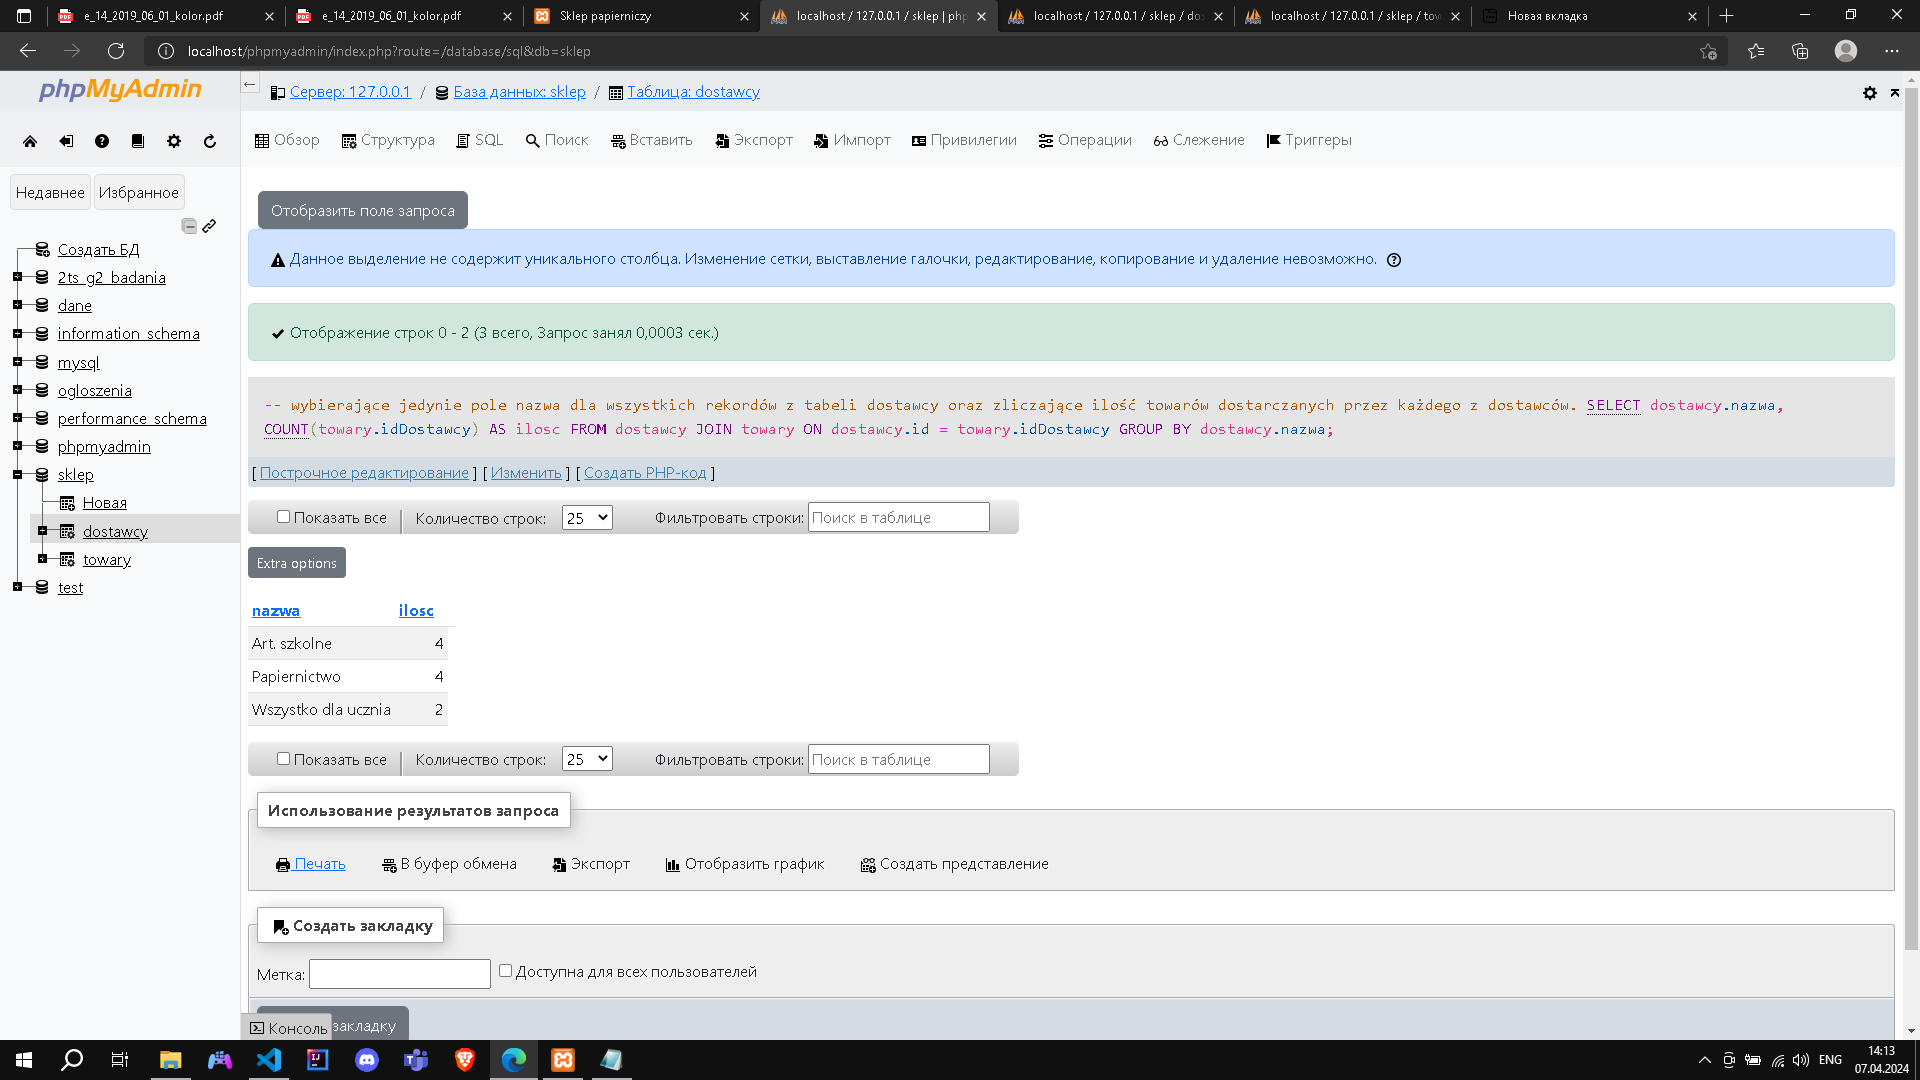 e_14_2019_06_01_kolor.pdf
e_14_2019_06_01_kolor.pdf
Sklep papierniczy
localhost / 127.0.0.1 / sklep | php
localhost / 127.0.0.1 / sklep / dos
localhost / 127.0.0.1 / sklep / tow
Новая вкладка
localhost/phpmyadmin/index.php?route=/database/sql&db=sklep
phpMyAdmin
Недавнее
Избранное
Создать БД
2ts_g2_badania
dane
information_schema
mysql
ogloszenia
performance_schema
phpmyadmin
sklep
Новая
dostawcy
towary
test
Сервер: 127.0.0.1 / База данных: sklep / Таблица: dostawcy
Обзор Структура SQL Поиск Вставить Экспорт Импорт Привилегии Операции Слежение Триггеры
Отобразить поле запроса
Данное выделение не содержит уникального столбца. Изменение сетки, выставление галочки, редактирование, копирование и удаление невозможно.
Отображение строк 0 - 2 (3 всего, Запрос занял 0,0003 сек.)
-- wybierające jedynie pole nazwa dla wszystkich rekordów z tabeli dostawcy oraz zliczające ilość towarów dostarczanych przez każdego z dostawców. SELECT dostawcy.nazwa,
COUNT(towary.idDostawcy) AS ilosc FROM dostawcy JOIN towary ON dostawcy.id = towary.idDostawcy GROUP BY dostawcy.nazwa;
[ Построчное редактирование ] [ Изменить ] [ Создать PHP-код ]
Показать все Количество строк: 25 Фильтровать строки: Поиск в таблице
Extra options
nazwa ilosc
Art. szkolne 4
Papiernictwo 4
Wszystko dla ucznia 2
Показать все Количество строк: 25 Фильтровать строки: Поиск в таблице
Использование результатов запроса
Печать В буфер обмена Экспорт Отобразить график Создать представление
Создать закладку
Метка: Доступна для всех пользователей
Консоль
закладку
ENG
14:13
07.04.2024